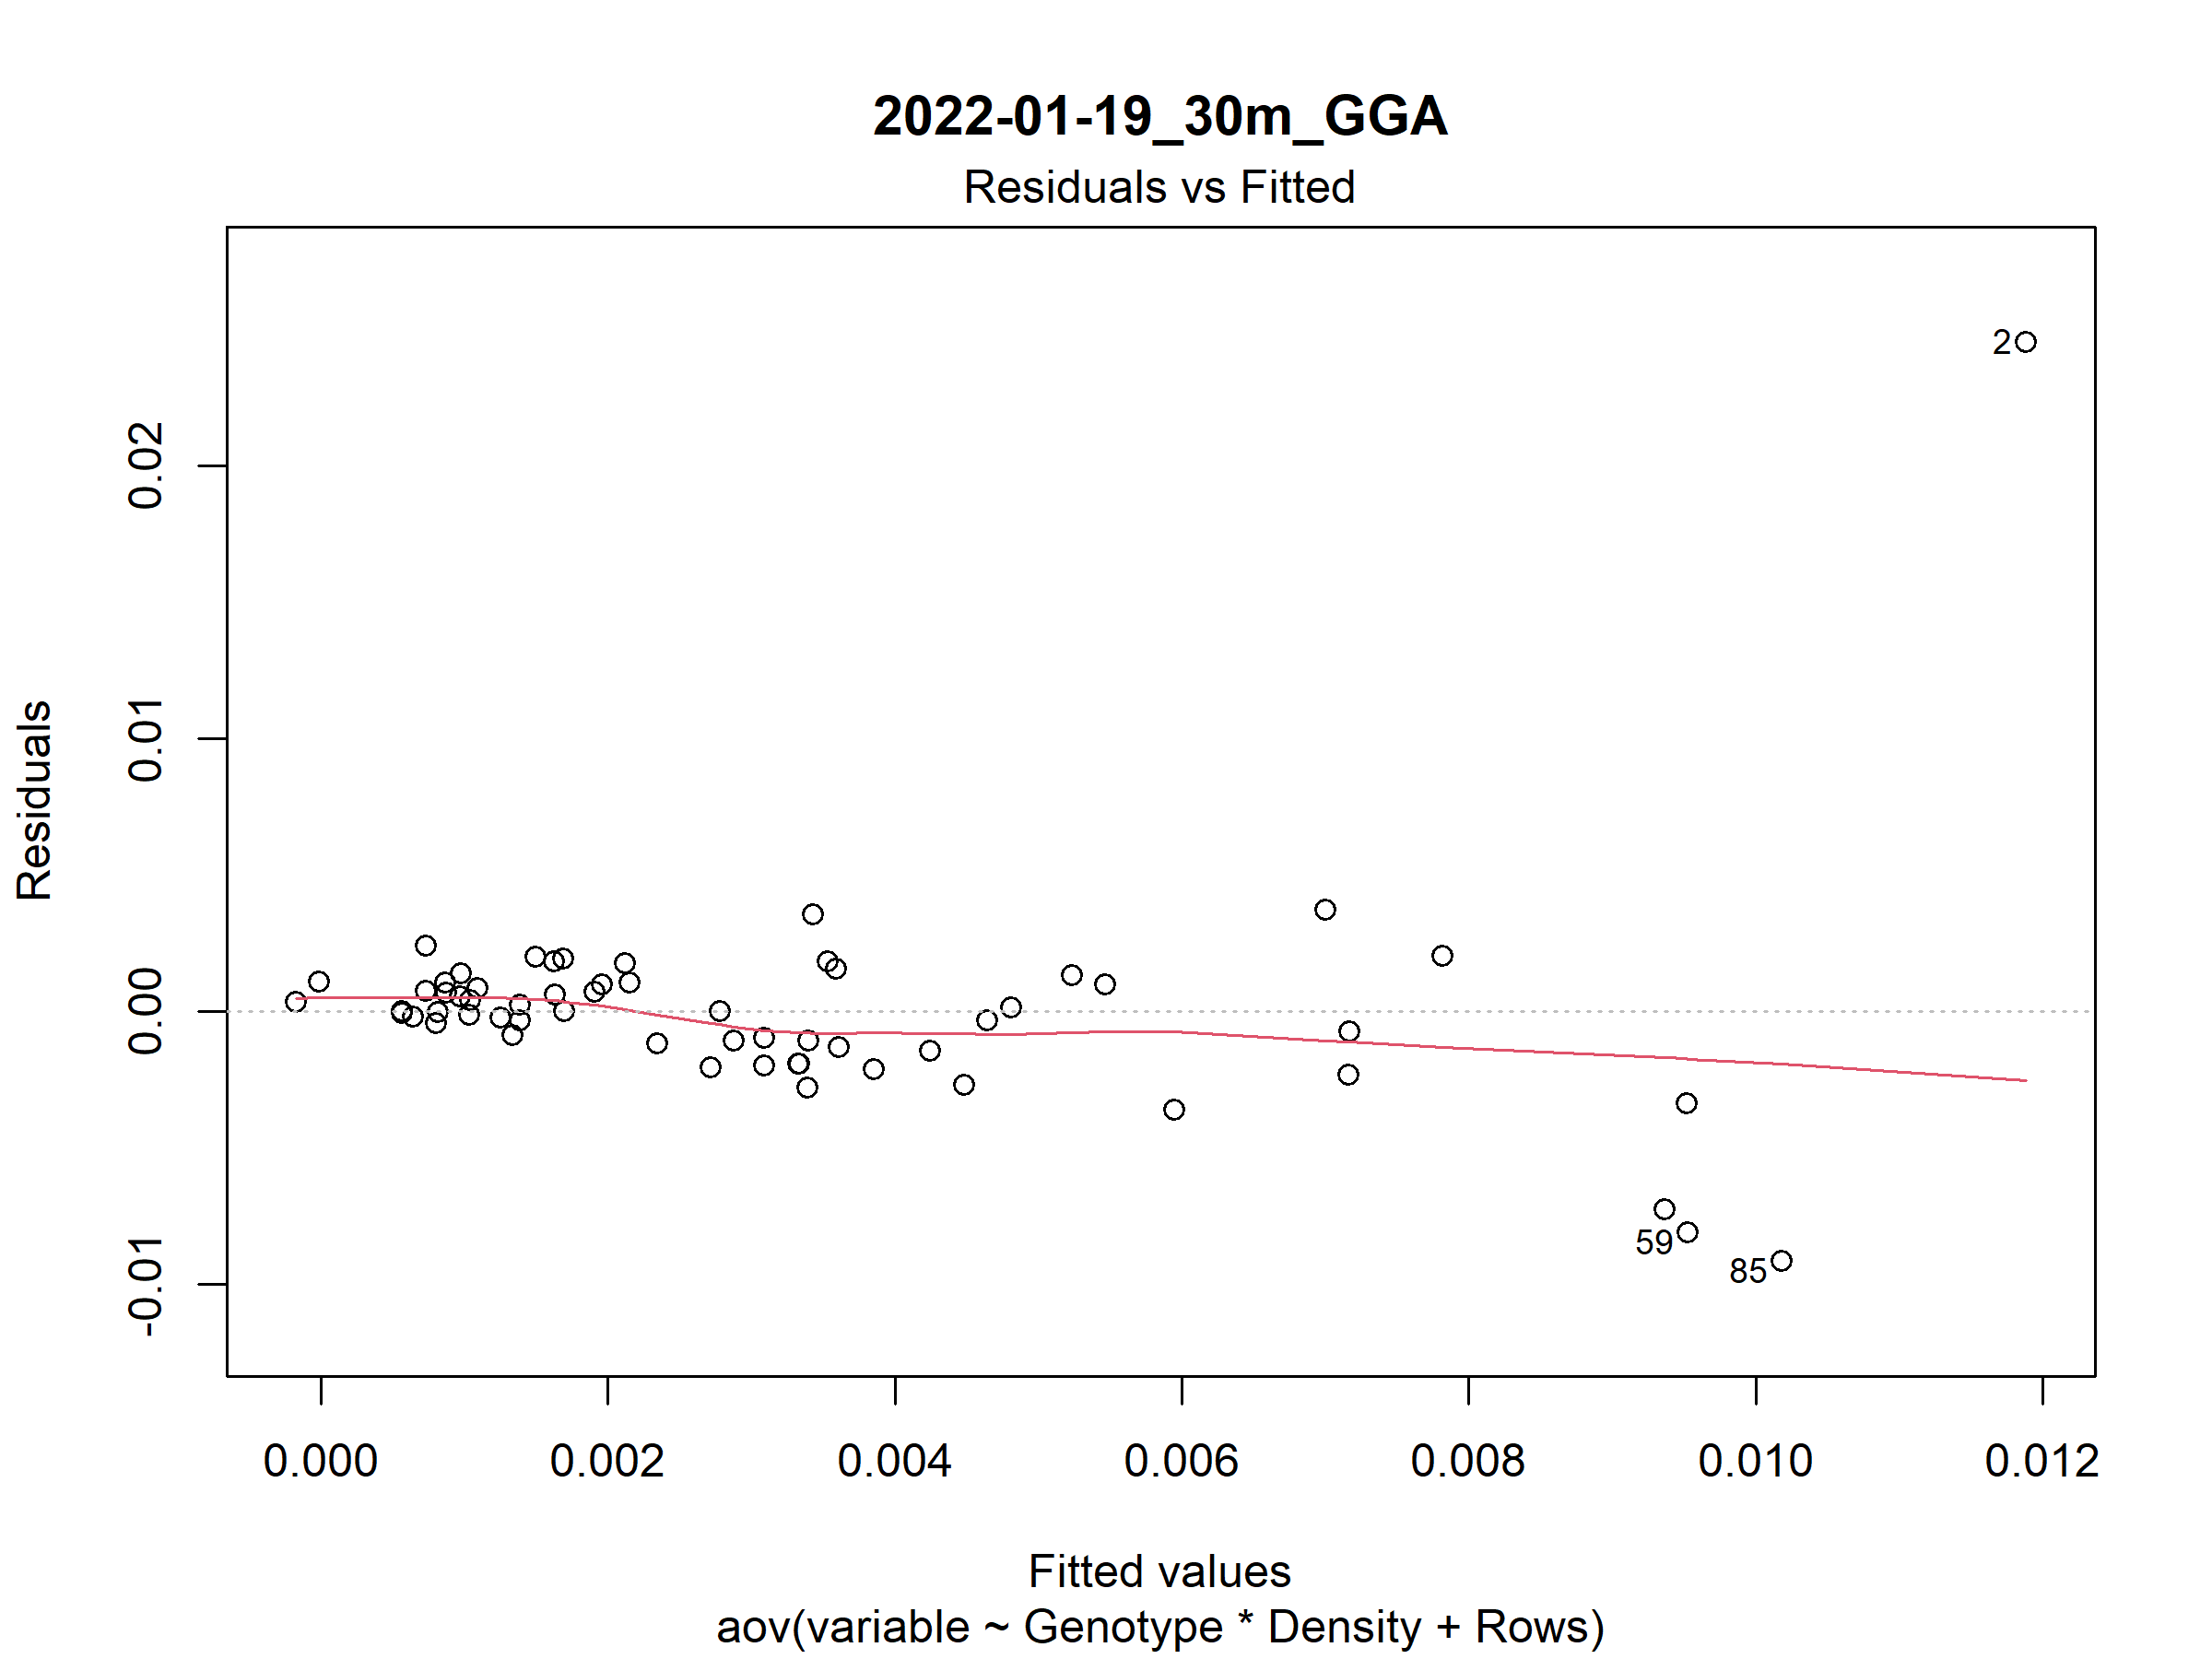 2022-01-19_30m_GGA
Residuals vs Fitted
2
0.02
0.01
0.00
-0.01
Residuals
59
85
0.000 0.002 0.004 0.006 0.008 0.010 0.012
Fitted values
aov(variable ~ Genotype * Density + Rows)